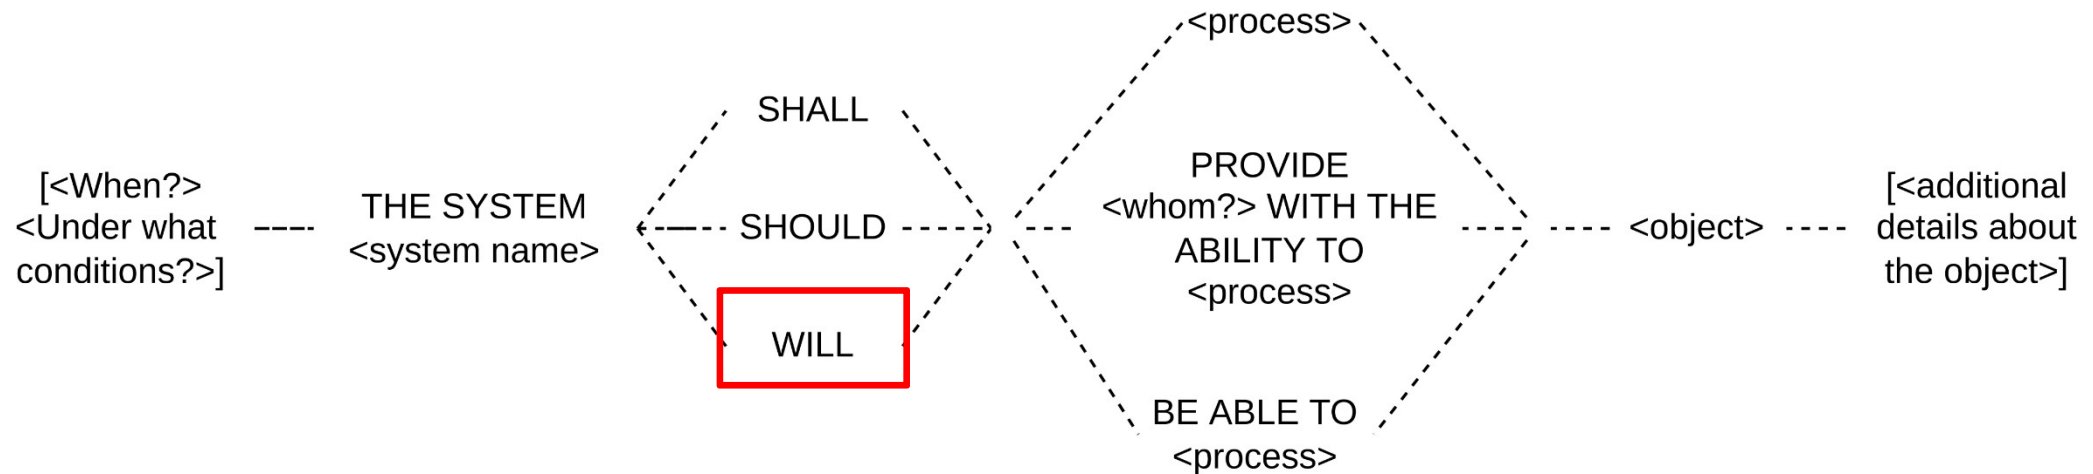 [<When?>
<Under what
conditions?>]
THE SYSTEM
<system name>
SHALL
SHOULD
WILL
<process>
PROVIDE
<whom?> WITH THE
ABILITY TO
<process>
BE ABLE TO
<process>
<object>
[<additional
details about
the object>]